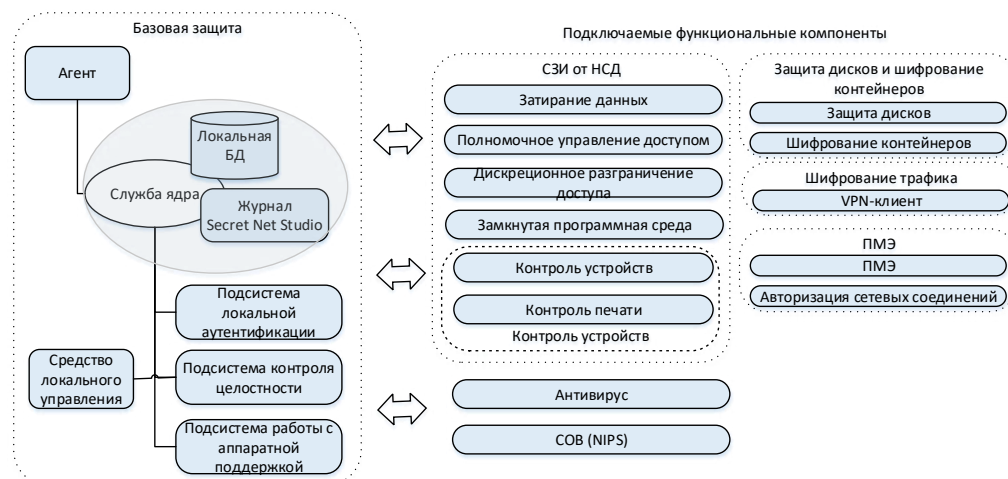 Базовая защита
Агент
Локальная
БД
Служба ядра
Журнал
Secret Net Studio
Подсистема
локальной
аутентификации
Средство
локального
управления
Подсистема контроля
целостности
Подсистема работы с
аппаратной
поддержкой
Подключаемые функциональные компоненты
СЗИ от НСД
Затирание данных
Полномочное управление доступом
Дискреционное разграничение
доступа
Замкнутая программная среда
Контроль устройств
Контроль печати
Контроль устройств
Антивирус
СОВ (NIPS)
Защита дисков и шифрование
контейнеров
Защита дисков
Шифрование контейнеров
Шифрование трафика
VPN-клиент
ПМЭ
ПМЭ
Авторизация сетевых соединений